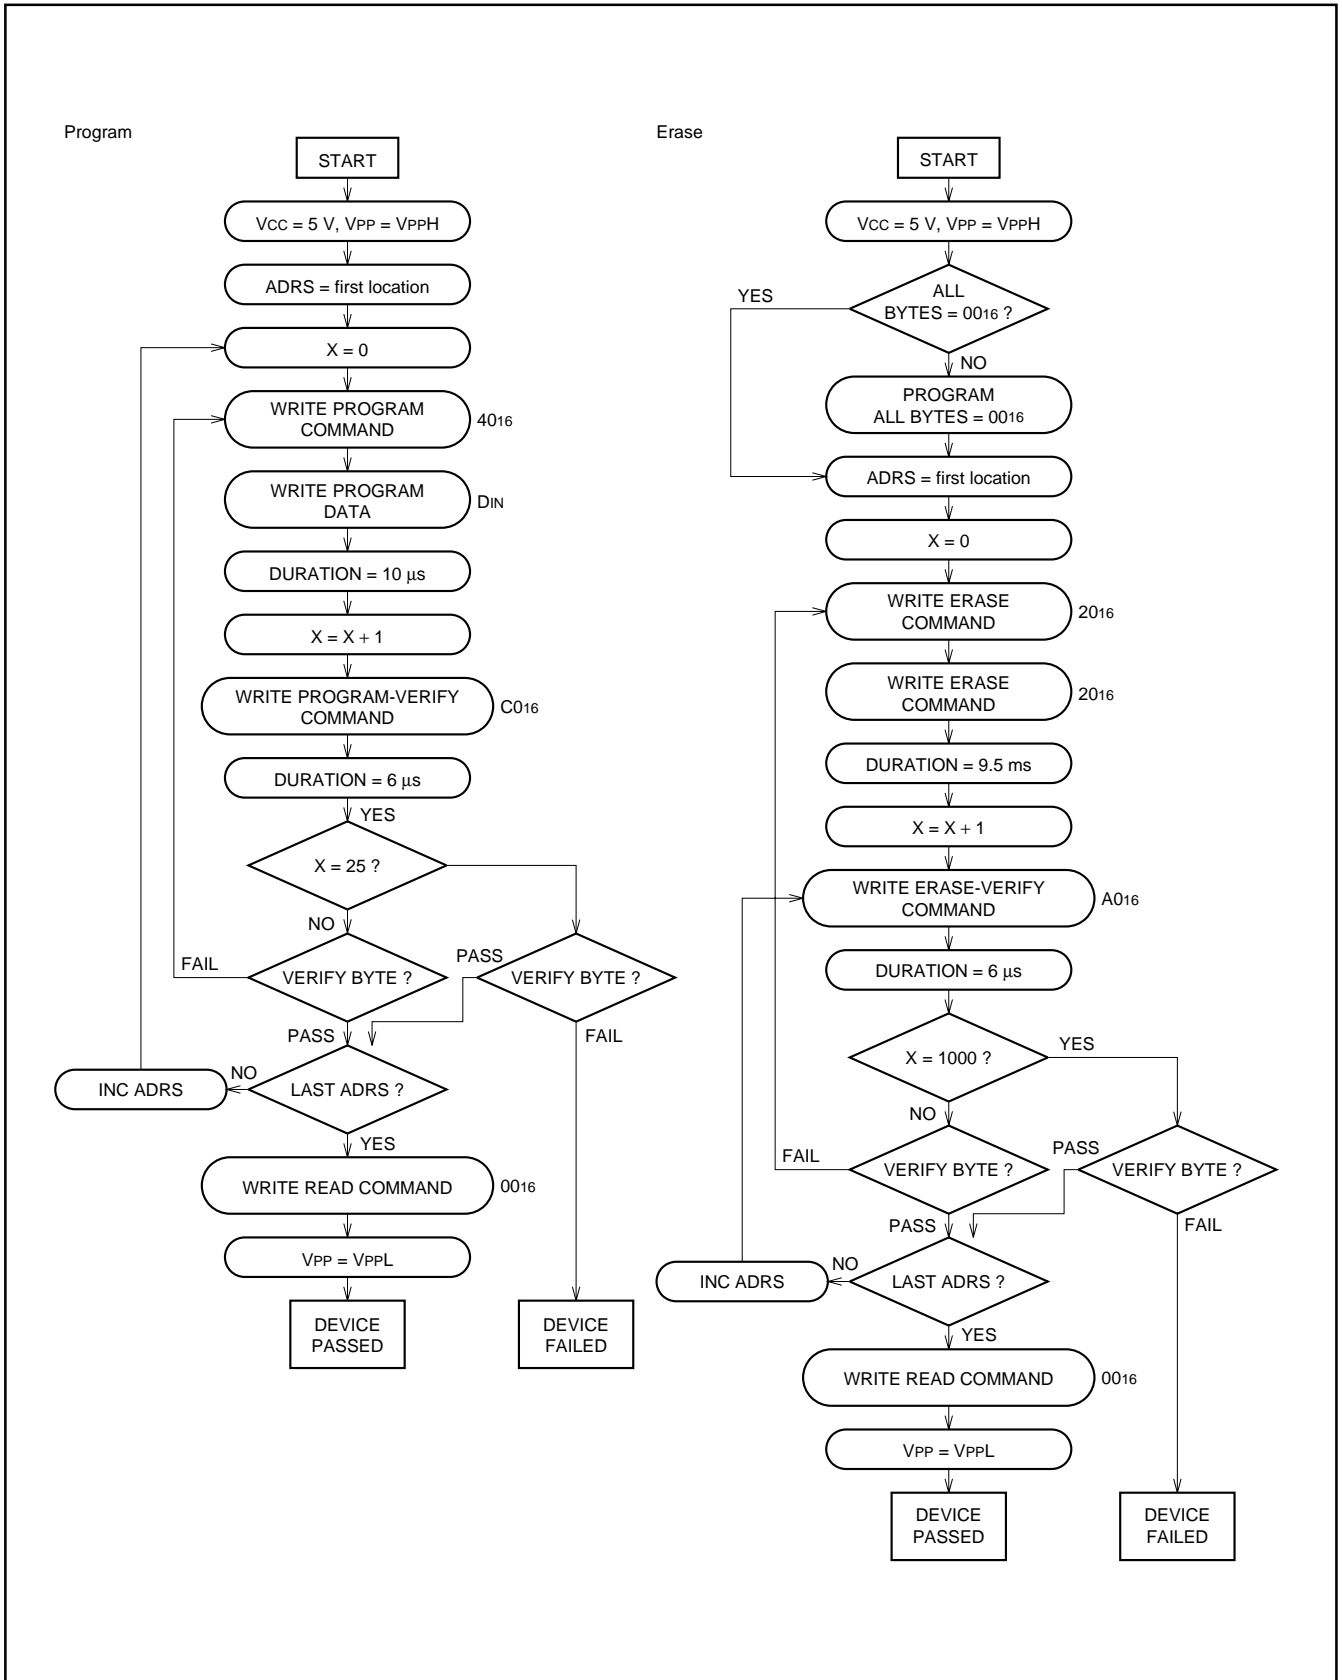 Program
START
VCC = 5 V, VPP = VPPH
ADRS = first location
X = 0
WRITE PROGRAM
COMMAND
4016
WRITE PROGRAM
DATA
DIN
DURATION = 10 µs
X = X + 1
WRITE PROGRAM-VERIFY
COMMAND
C016
DURATION = 6 µs
YES
X = 25 ?
NO
FAIL
VERIFY BYTE ?
PASS
VERIFY BYTE ?
PASS
FAIL
INC ADRS
NO
LAST ADRS ?
YES
WRITE READ COMMAND
0016
VPP = VPPL
DEVICE
PASSED
DEVICE
FAILED
Erase
START
VCC = 5 V, VPP = VPPH
YES
ALL
BYTES = 0016 ?
NO
PROGRAM
ALL BYTES = 0016
ADRS = first location
X = 0
WRITE ERASE
COMMAND
2016
WRITE ERASE
COMMAND
2016
DURATION = 9.5 ms
X = X + 1
WRITE ERASE-VERIFY
COMMAND
A016
DURATION = 6 µs
X = 1000 ?
YES
NO
FAIL
VERIFY BYTE ?
PASS
VERIFY BYTE ?
PASS
FAIL
INC ADRS
NO
LAST ADRS ?
YES
WRITE READ COMMAND
0016
VPP = VPPL
DEVICE
PASSED
DEVICE
FAILED